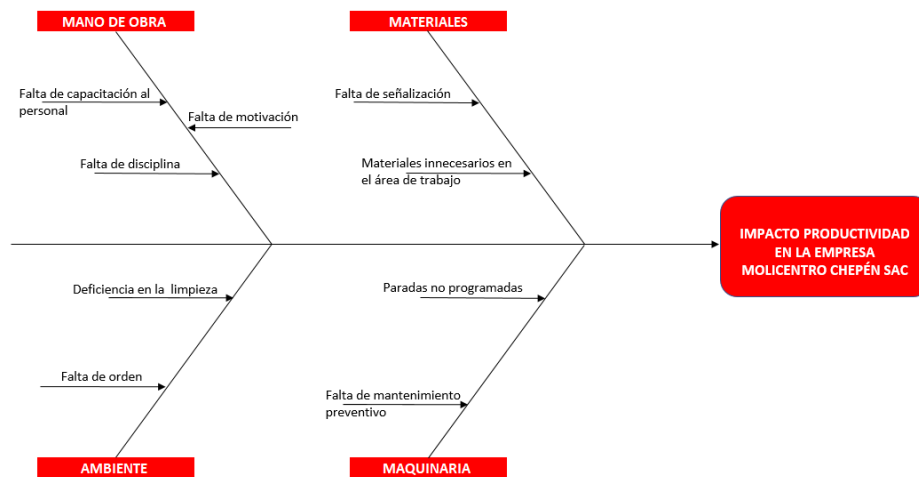 MANO DE OBRA
MATERIALES
Falta de capacitación al
personal
Falta de motivación
Falta de disciplina
Falta de señalización
Materiales innecesarios en
el área de trabajo
IMPACTO PRODUCTIVIDAD
EN LA EMPRESA
MOLICENTRO CHEPÉN SAC
Deficiencia en la limpieza
Falta de orden
Paradas no programadas
Falta de mantenimiento
preventivo
AMBIENTE
MAQUINARIA